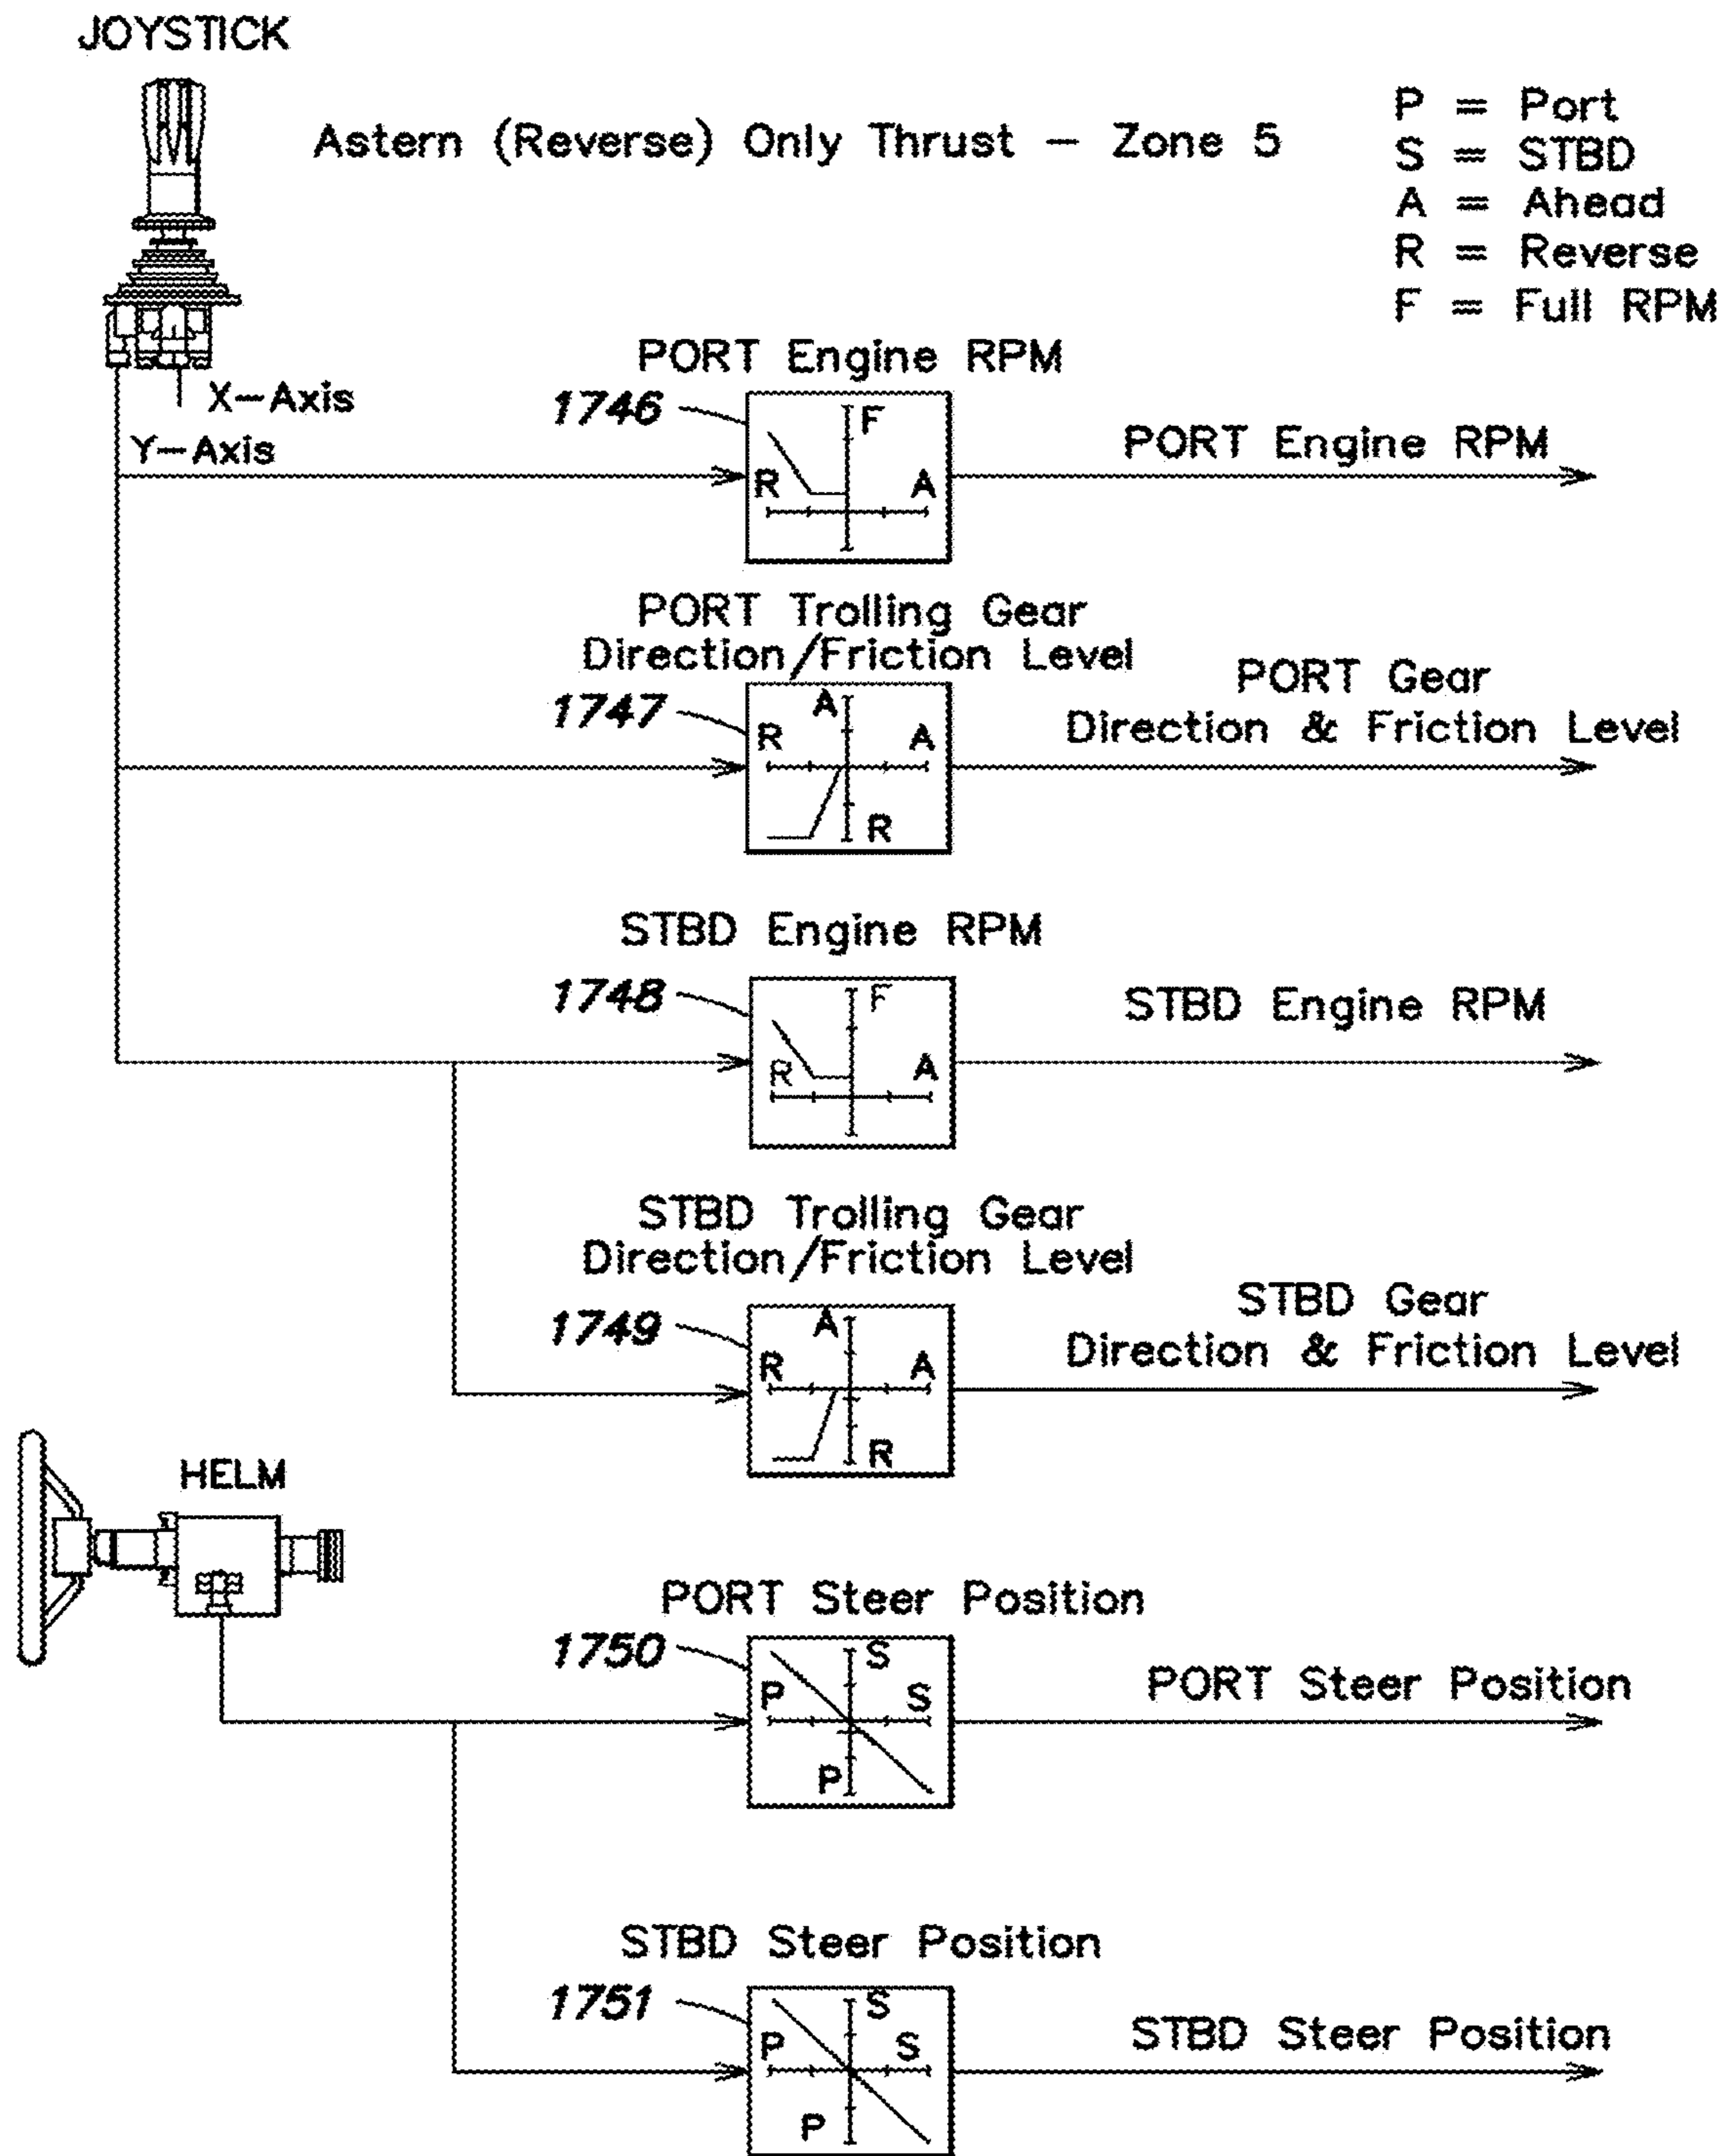 JOYSTICK
Astern (Reverse) Only Thrust — Zone 5
P = Port
S = STBD
A = Ahead
R = Reverse
F = Full RPM
X-Axis
Y-Axis
PORT Engine RPM
1746
F
R A
PORT Engine RPM
PORT Trolling Gear
Direction/Friction Level
1747
A
R A
R
PORT Gear
Direction & Friction Level
STBD Engine RPM
1748
F
R A
STBD Engine RPM
STBD Trolling Gear
Direction/Friction Level
1749
A
R A
R
STBD Gear
Direction & Friction Level
HELM
PORT Steer Position
1750
S
P S
P
PORT Steer Position
STBD Steer Position
1751
S
P S
P
STBD Steer Position